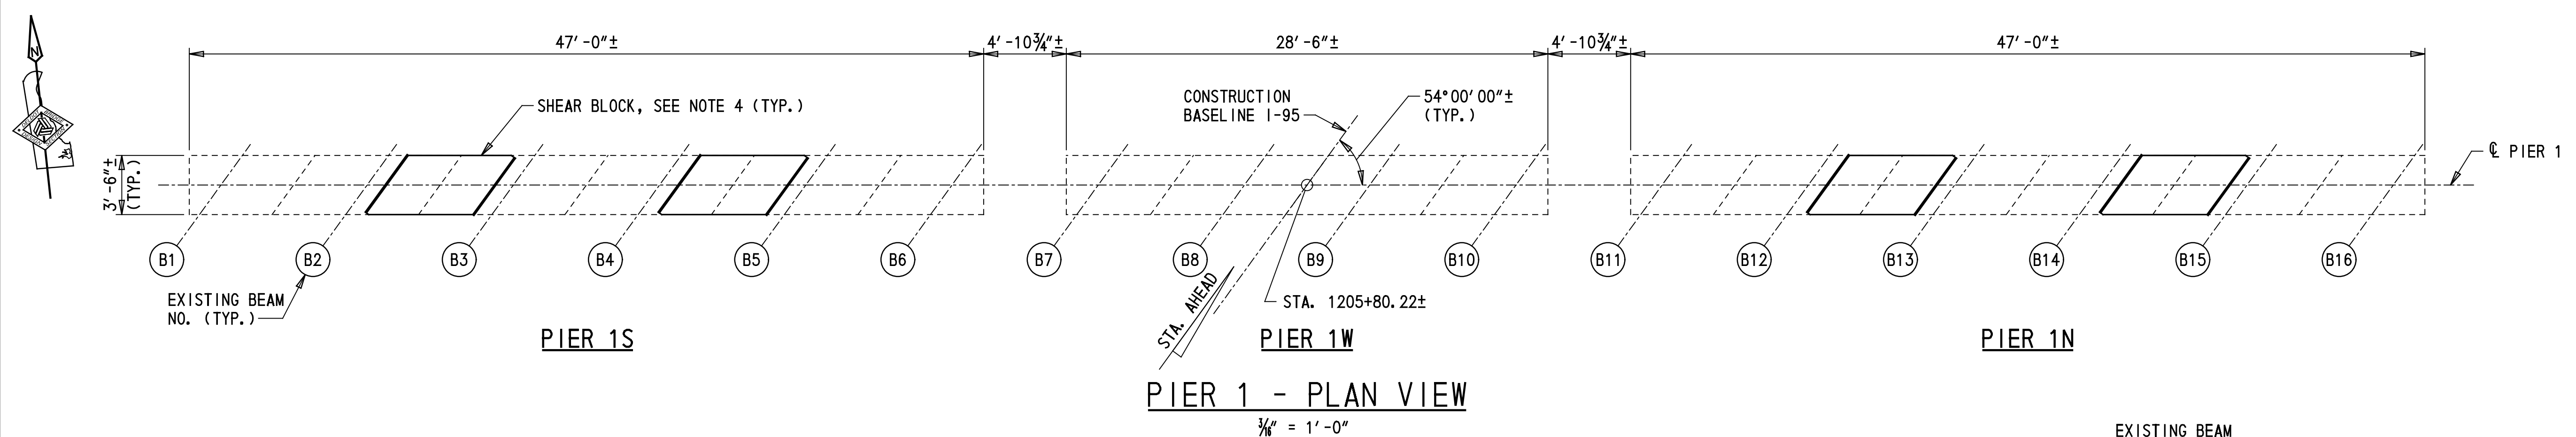 47'-0"±
4'-10¾"±
28'-6"±
4'-10¾"±
47'-0"±
N
SHEAR BLOCK, SEE NOTE 4 (TYP.)
CONSTRUCTION
BASELINE I-95
54°00'00"±
(TYP.)
3'-6"±
(TYP.)
℄ PIER 1
B1
B2
B3
B4
B5
B6
B7
B8
B9
B10
B11
B12
B13
B14
B15
B16
EXISTING BEAM
NO. (TYP.)
STA. AHEAD
STA. 1205+80.22±
PIER 1S
PIER 1W
PIER 1N
PIER 1 - PLAN VIEW
3/16" = 1'-0"
EXISTING BEAM